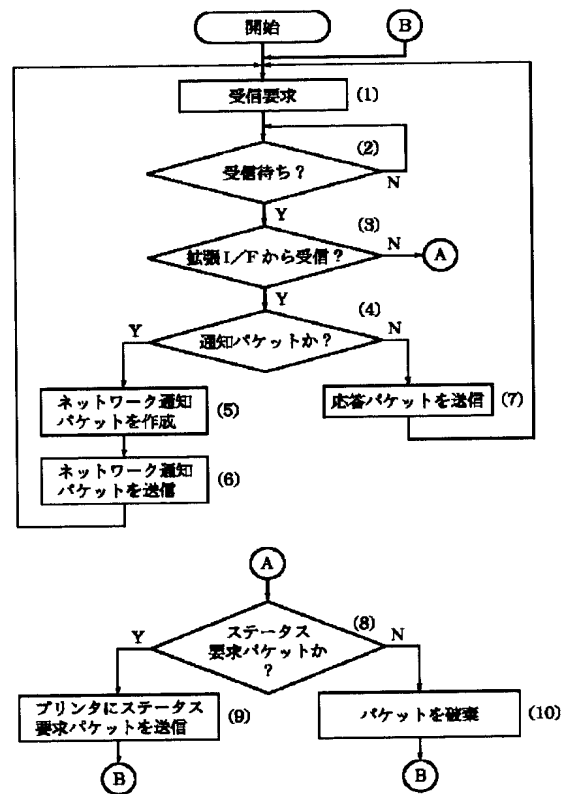 開始
B
受信要求
(1)
受信待ち?
(2)
N
Y
拡張I/Fから受信?
(3)
N
A
Y
通知パケットか?
(4)
Y
N
ネットワーク通知
パケットを作成
(5)
応答パケットを送信
(7)
ネットワーク通知
パケットを送信
(6)
A
ステータス
要求パケットか
?
(8)
Y
N
プリンタにステータス
要求パケットを送信
(9)
パケットを破棄
(10)
B
B